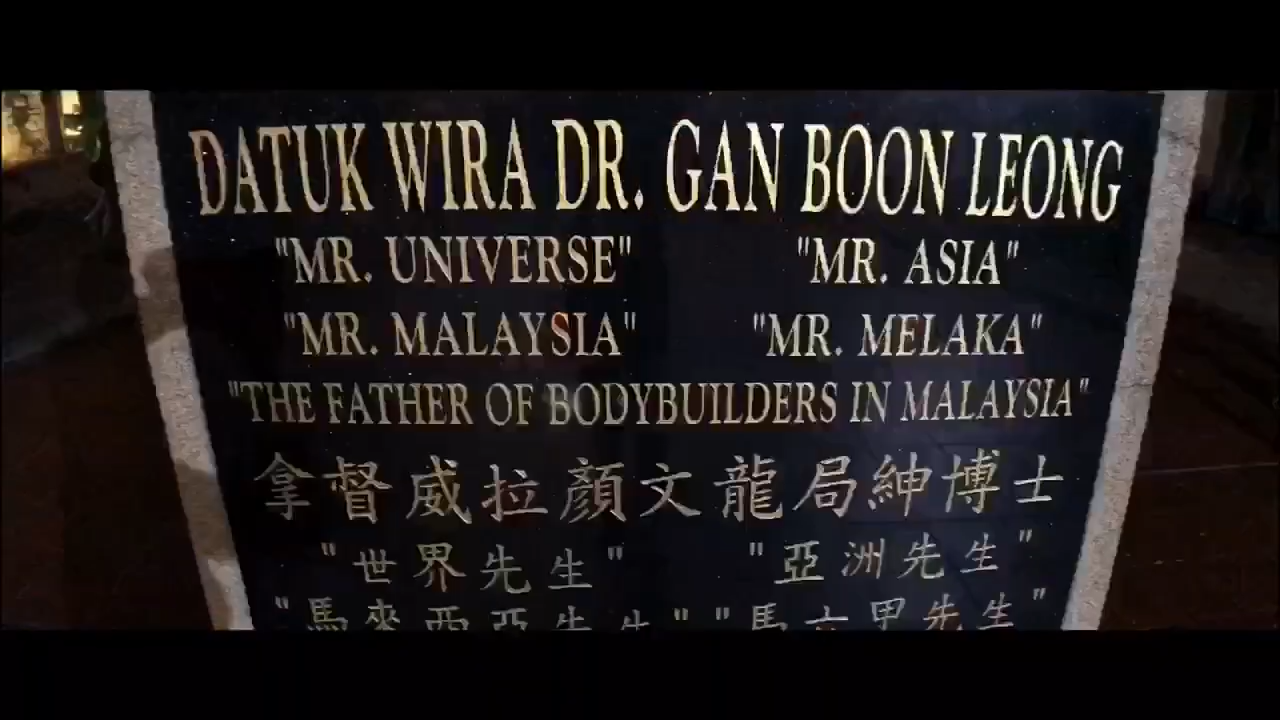 DATUK WIRA DR. GAN BOON LEONG
"MR. UNIVERSE" "MR. ASIA"
"MR. MALAYSIA" "MR. MELAKA"
"THE FATHER OF BODYBUILDERS IN MALAYSIA"
拿督威拉顏文龍局紳博士
"世界先生" "亞洲先生"
"馬來西亞先生" "馬六甲先生"